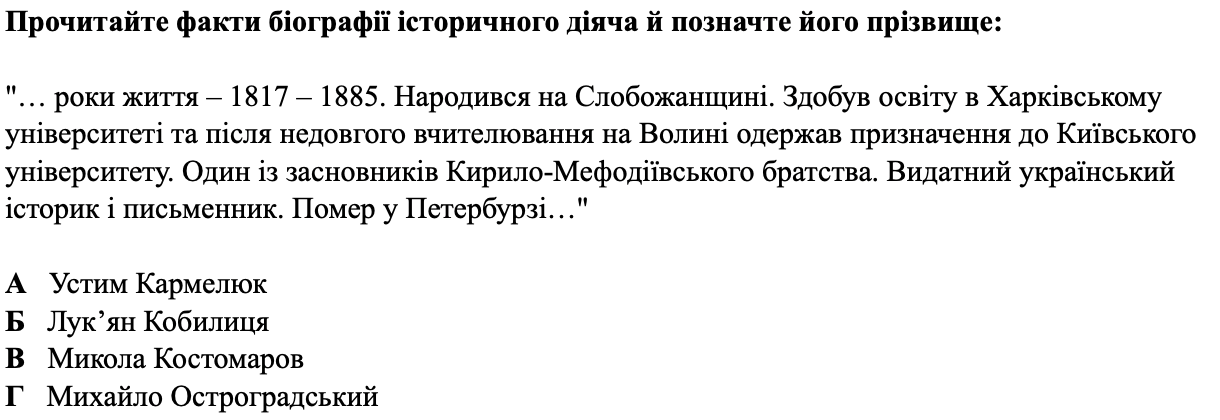 Прочитайте факти біографії історичного діяча й позначте його прізвище:
"… роки життя – 1817 – 1885. Народився на Слобожанщині. Здобув освіту в Харківському
університеті та після недовгого вчителювання на Волині одержав призначення до Київського
університету. Один із засновників Кирило-Мефодіївського братства. Видатний український
історик і письменник. Помер у Петербурзі…"
А Устим Кармелюк
Б Лук’ян Кобилиця
В Микола Костомаров
Г Михайло Остроградський